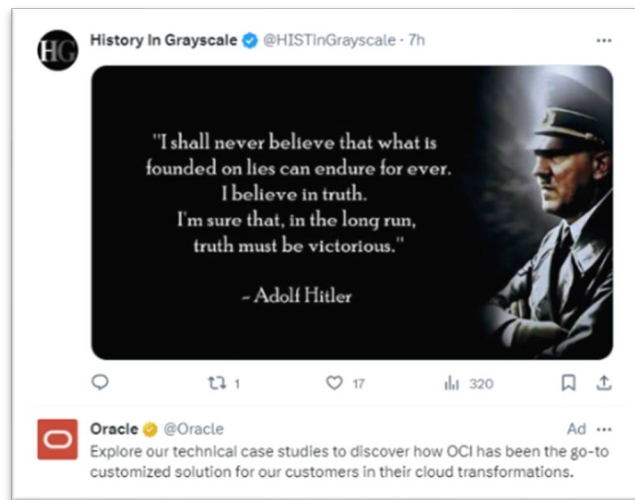 HG
History In Grayscale @HISTinGrayscale · 7h
"I shall never believe that what is
founded on lies can endure for ever.
I believe in truth.
I'm sure that, in the long run,
truth must be victorious."
- Adolf Hitler
1 17 320
Oracle @Oracle Ad
Explore our technical case studies to discover how OCI has been the go-to
customized solution for our customers in their cloud transformations.